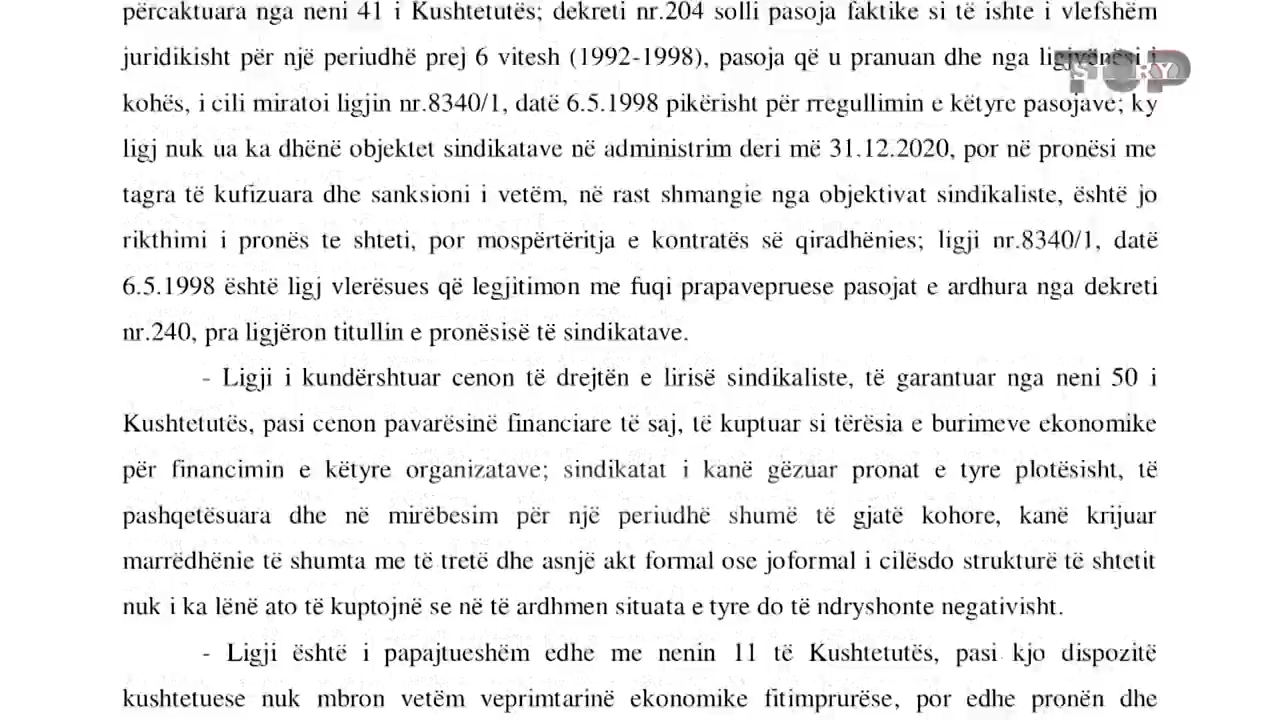 përcaktuara nga neni 41 i Kushtetutës; dekreti nr.204 solli pasoja faktike si të ishte i vlefshëm
juridikisht për një periudhë prej 6 vitesh (1992-1998), pasoja që u pranuan dhe nga ligjvënësi i
TOP STORY
kohës, i cili miratoi ligjin nr.8340/1, datë 6.5.1998 pikërisht për rregullimin e këtyre pasojave; ky
ligj nuk ua ka dhënë objektet sindikatave në administrim deri më 31.12.2020, por në pronësi me
tagra të kufizuara dhe sanksioni i vetëm, në rast shmangie nga objektivat sindikaliste, është jo
rikthimi i pronës te shteti, por mospërtëritja e kontratës së qiradhënies; ligji nr.8340/1, datë
6.5.1998 është ligj vlerësues që legjitimon me fuqi prapavepruese pasojat e ardhura nga dekreti
nr.240, pra ligjëron titullin e pronësisë të sindikatave.
- Ligji i kundërshtuar cenon të drejtën e lirisë sindikaliste, të garantuar nga neni 50 i
Kushtetutës, pasi cenon pavarësinë financiare të saj, të kuptuar si tërësia e burimeve ekonomike
për financimin e këtyre organizatave; sindikatat i kanë gëzuar pronat e tyre plotësisht, të
pashqetësuara dhe në mirëbesim për një periudhë shumë të gjatë kohore, kanë krijuar
marrëdhënie të shumta me të tretë dhe asnjë akt formal ose joformal i cilësdo strukturë të shtetit
nuk i ka lënë ato të kuptojnë se në të ardhmen situata e tyre do të ndryshonte negativisht.
- Ligji është i papajtueshëm edhe me nenin 11 të Kushtetutës, pasi kjo dispozitë
kushtetuese nuk mbron vetëm veprimtarinë ekonomike fitimprurëse, por edhe pronën dhe